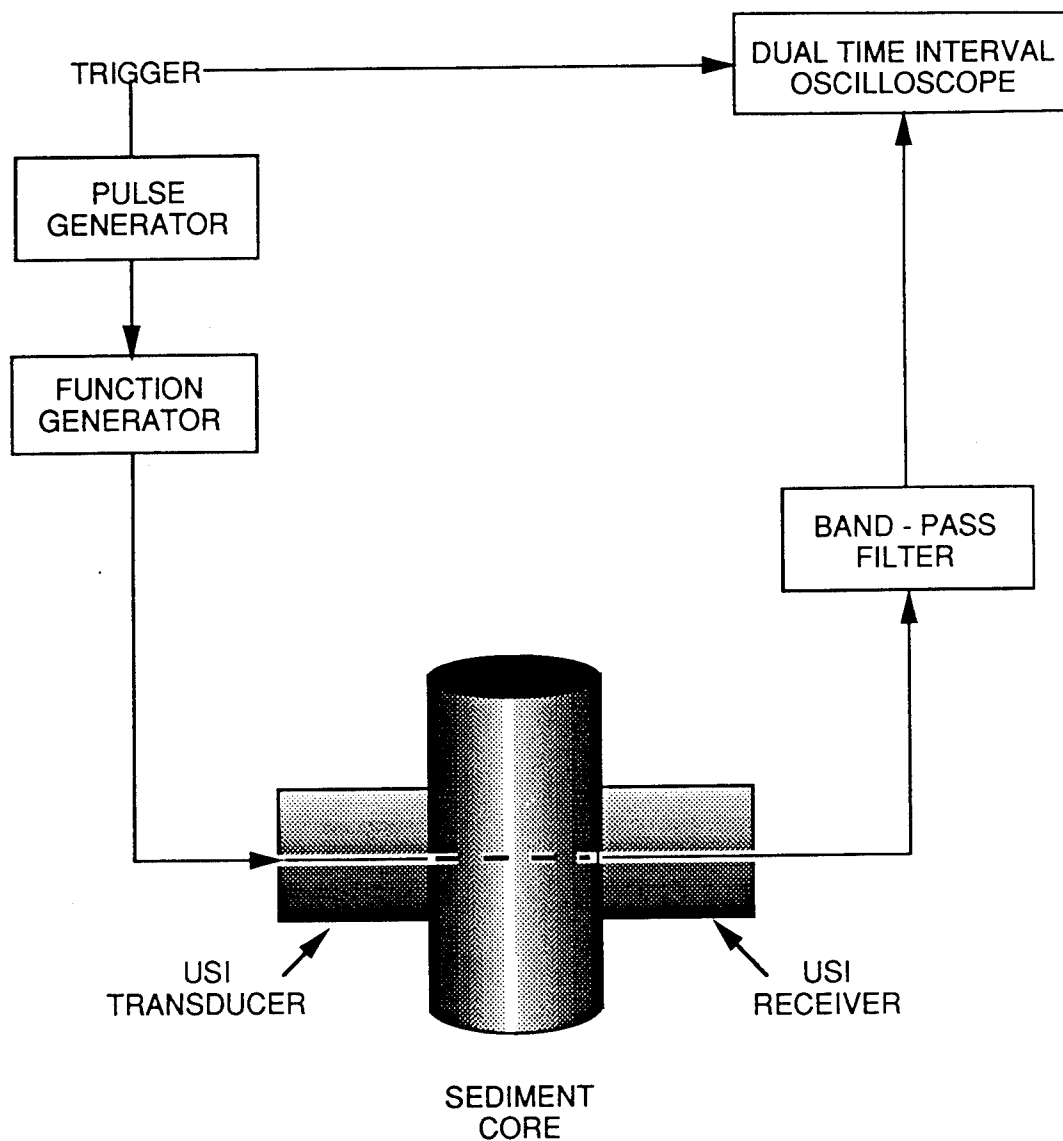 DUAL TIME INTERVAL
OSCILLOSCOPE
TRIGGER
PULSE
GENERATOR
FUNCTION
GENERATOR
BAND - PASS
FILTER
USI
TRANSDUCER
USI
RECEIVER
SEDIMENT
CORE